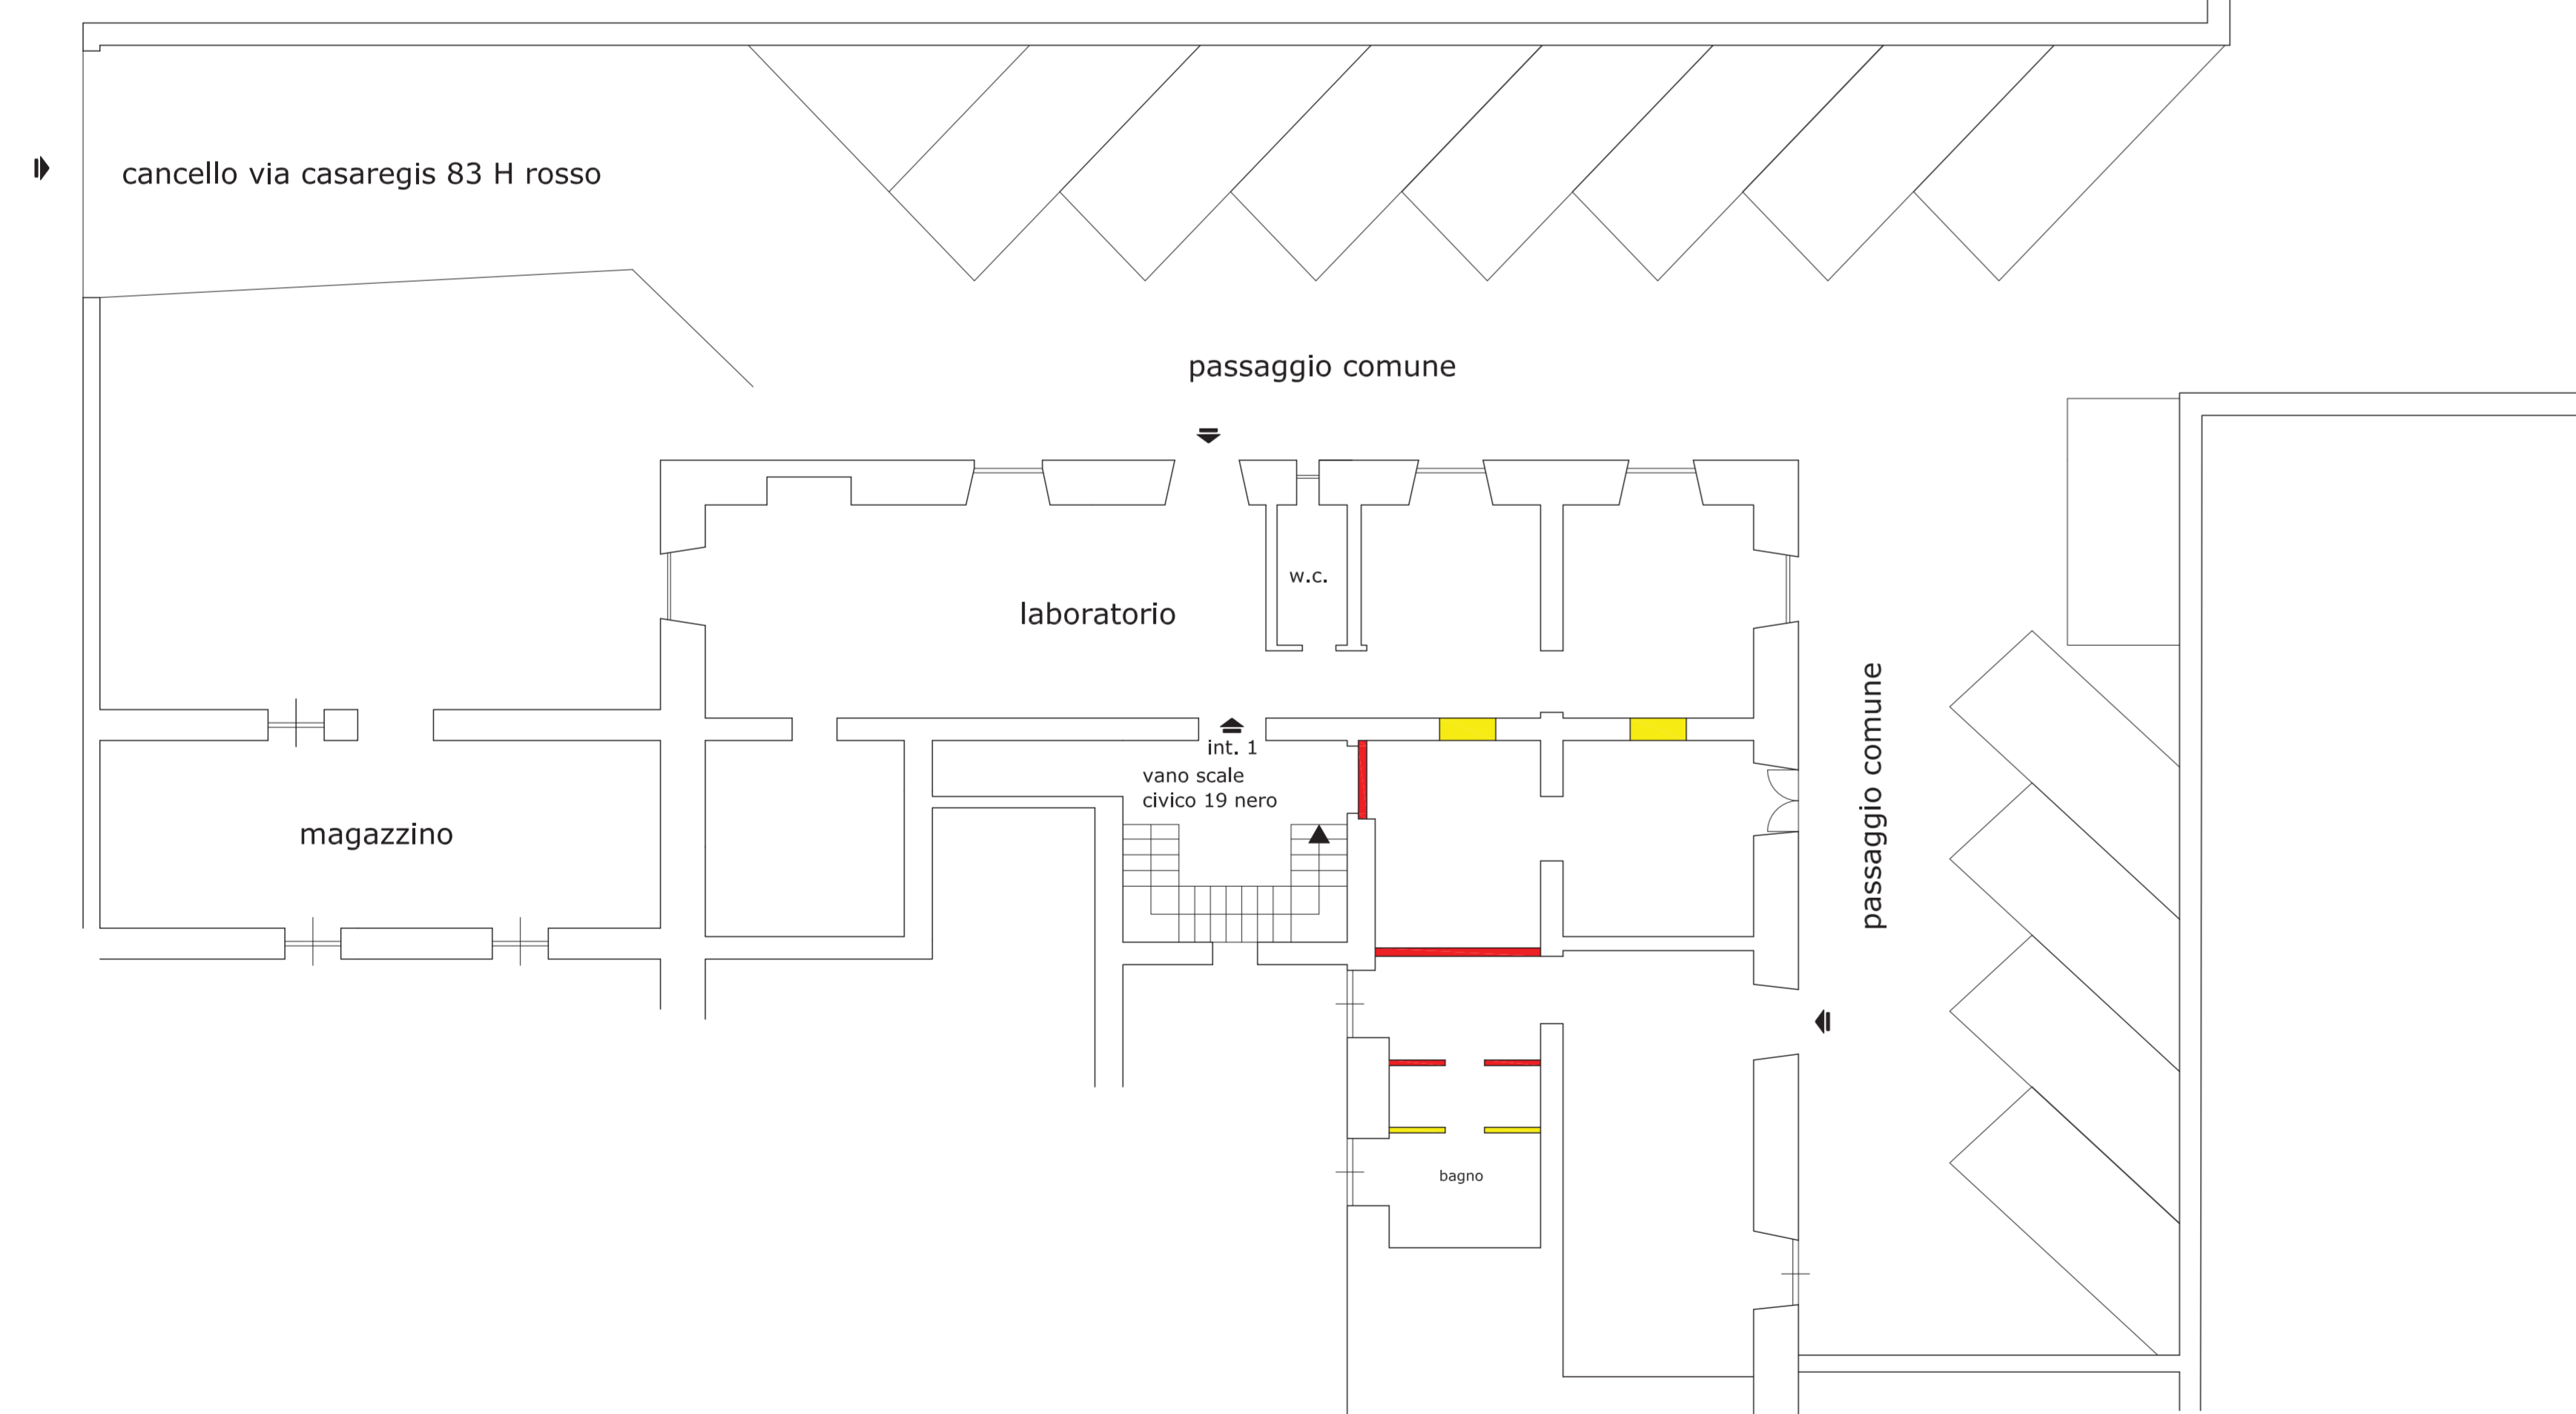 cancello via casaregis 83 H rosso
passaggio comune
w.c.
laboratorio
passaggio comune
int. 1
vano scale
civico 19 nero
magazzino
bagno